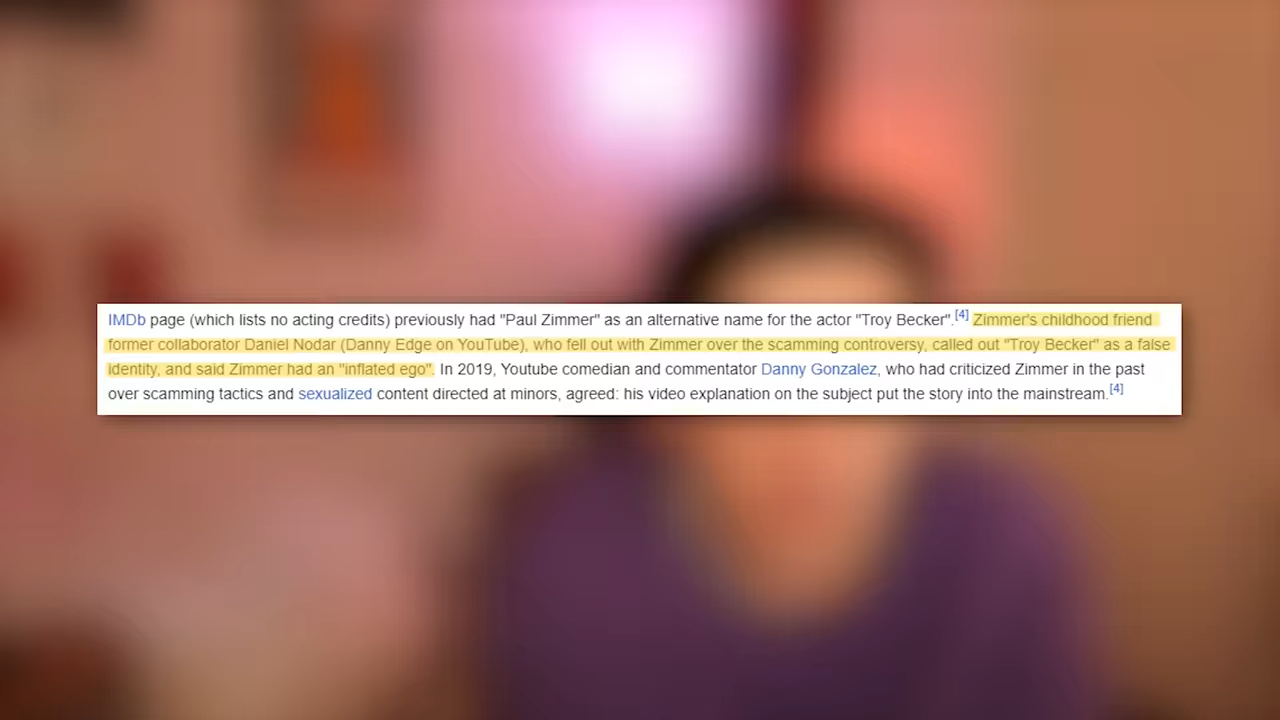 IMDb page (which lists no acting credits) previously had "Paul Zimmer" as an alternative name for the actor "Troy Becker".[4] Zimmer's childhood friend
former collaborator Daniel Nodar (Danny Edge on YouTube), who fell out with Zimmer over the scamming controversy, called out "Troy Becker" as a false
identity, and said Zimmer had an "inflated ego". In 2019, Youtube comedian and commentator Danny Gonzalez, who had criticized Zimmer in the past
over scamming tactics and sexualized content directed at minors, agreed: his video explanation on the subject put the story into the mainstream.[4]